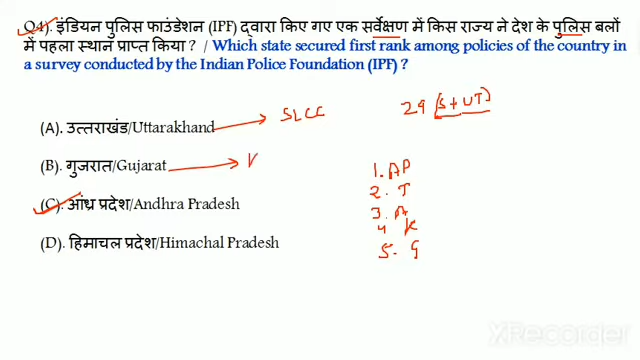 Q4). इंडियन पुलिस फाउंडेशन (IPF) द्वारा किए गए एक सर्वेक्षण में किस राज्य ने देश के पुलिस बलों
में पहला स्थान प्राप्त किया ? / Which state secured first rank among policies of the country in
a survey conducted by the Indian Police Foundation (IPF) ?
29 (S + UT)
(A). उत्तराखंड/Uttarakhand SLCC
(B). गुजरात/Gujarat V
1. AP
2. T
(C). आंध्र प्रदेश/Andhra Pradesh
3. A
4 K
(D). हिमाचल प्रदेश/Himachal Pradesh
5. G
XRecorder